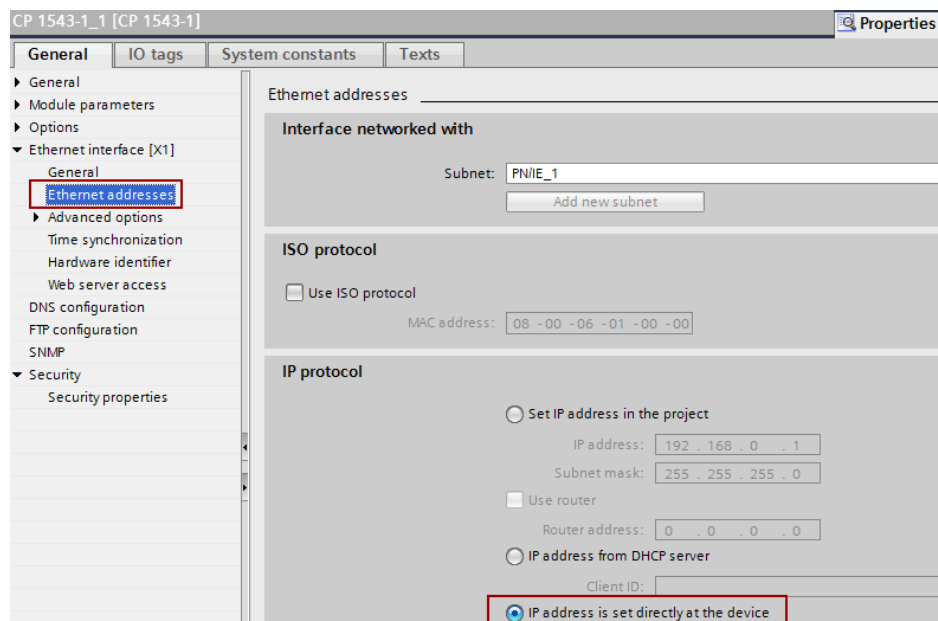 CP 1543-1_1 [CP 1543-1]
Properties
General IO tags System constants Texts
General
Module parameters
Options
Ethernet interface [X1]
General
Ethernet addresses
Advanced options
Time synchronization
Hardware identifier
Web server access
DNS configuration
FTP configuration
SNMP
Security
Security properties
Ethernet addresses
Interface networked with
Subnet: PN/IE_1
Add new subnet
ISO protocol
Use ISO protocol
MAC address: 08 -00 -06 -01 -00 -00
IP protocol
Set IP address in the project
IP address: 192 . 168 . 0 . 1
Subnet mask: 255 . 255 . 255 . 0
Use router
Router address: 0 . 0 . 0 . 0
IP address from DHCP server
Client ID:
IP address is set directly at the device